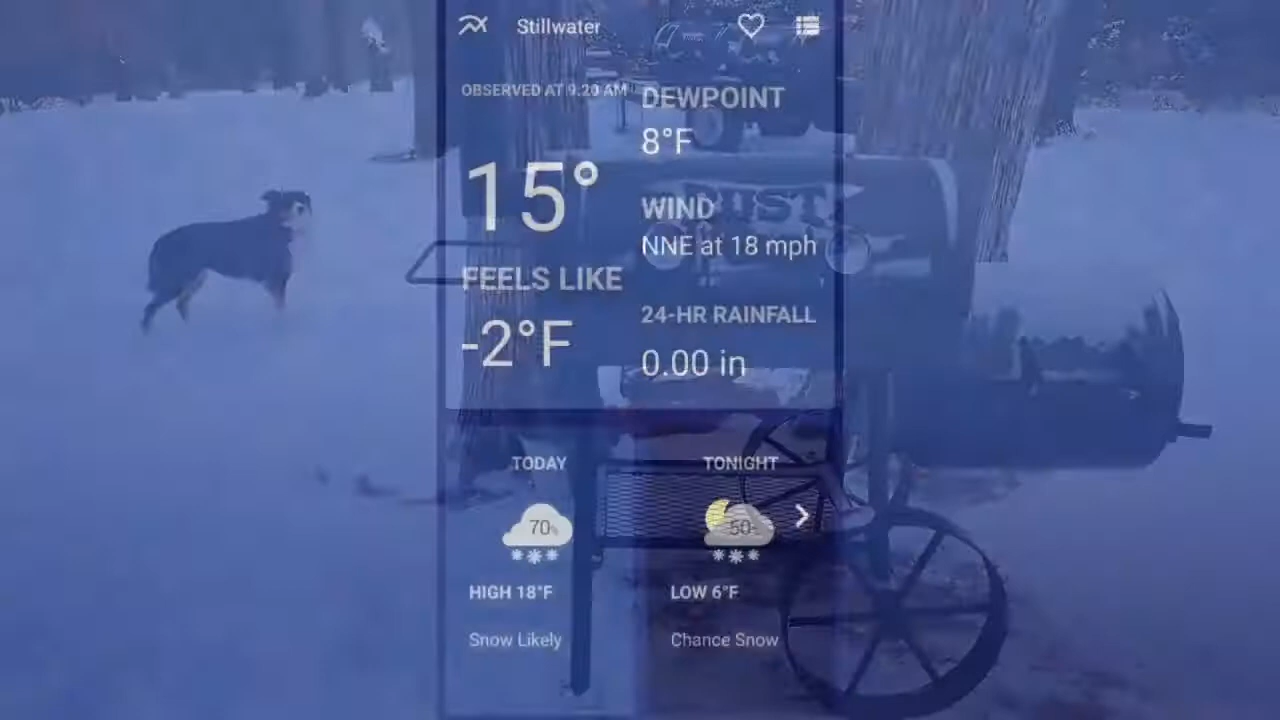 Stillwater
OBSERVED AT 9:20 AM
15°
FEELS LIKE
-2°F
DEWPOINT
8°F
WIND
NNE at 18 mph
24-HR RAINFALL
0.00 in
TODAY
70%
HIGH 18°F
Snow Likely
TONIGHT
50%
LOW 6°F
Chance Snow